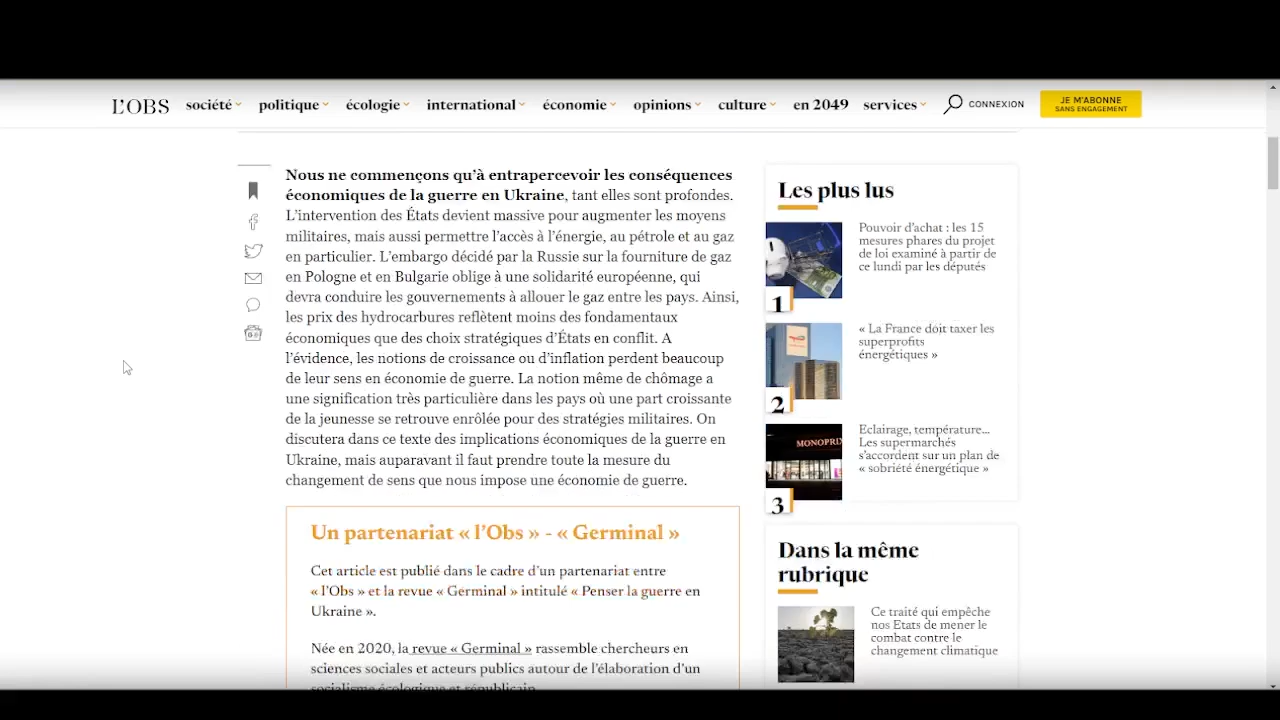 L'OBS société politique écologie international économie opinions culture en 2049 services CONNEXION JE M'ABONNE
SANS ENGAGEMENT
Nous ne commençons qu'à entrapercevoir les conséquences
économiques de la guerre en Ukraine, tant elles sont profondes.
L'intervention des États devient massive pour augmenter les moyens
militaires, mais aussi permettre l'accès à l'énergie, au pétrole et au gaz
en particulier. L'embargo décidé par la Russie sur la fourniture de gaz
en Pologne et en Bulgarie oblige à une solidarité européenne, qui
devra conduire les gouvernements à allouer le gaz entre les pays. Ainsi,
les prix des hydrocarbures reflètent moins des fondamentaux
économiques que des choix stratégiques d'États en conflit. A
l'évidence, les notions de croissance ou d'inflation perdent beaucoup
de leur sens en économie de guerre. La notion même de chômage a
une signification très particulière dans les pays où une part croissante
de la jeunesse se retrouve enrôlée pour des stratégies militaires. On
discutera dans ce texte des implications économiques de la guerre en
Ukraine, mais auparavant il faut prendre toute la mesure du
changement de sens que nous impose une économie de guerre.
Un partenariat « l'Obs » - « Germinal »
Cet article est publié dans le cadre d'un partenariat entre
« l'Obs » et la revue « Germinal » intitulé « Penser la guerre en
Ukraine ».
Née en 2020, la revue « Germinal » rassemble chercheurs en
sciences sociales et acteurs publics autour de l'élaboration d'un
socialisme écologique et républicain.
Les plus lus
Pouvoir d'achat : les 15
mesures phares du projet
de loi examiné à partir de
ce lundi par les députés
1
« La France doit taxer les
superprofits
énergétiques »
2
Eclairage, température...
Les supermarchés
s'accordent sur un plan de
« sobriété énergétique »
MONOPRIX
3
Dans la même
rubrique
Ce traité qui empêche
nos Etats de mener le
combat contre le
changement climatique